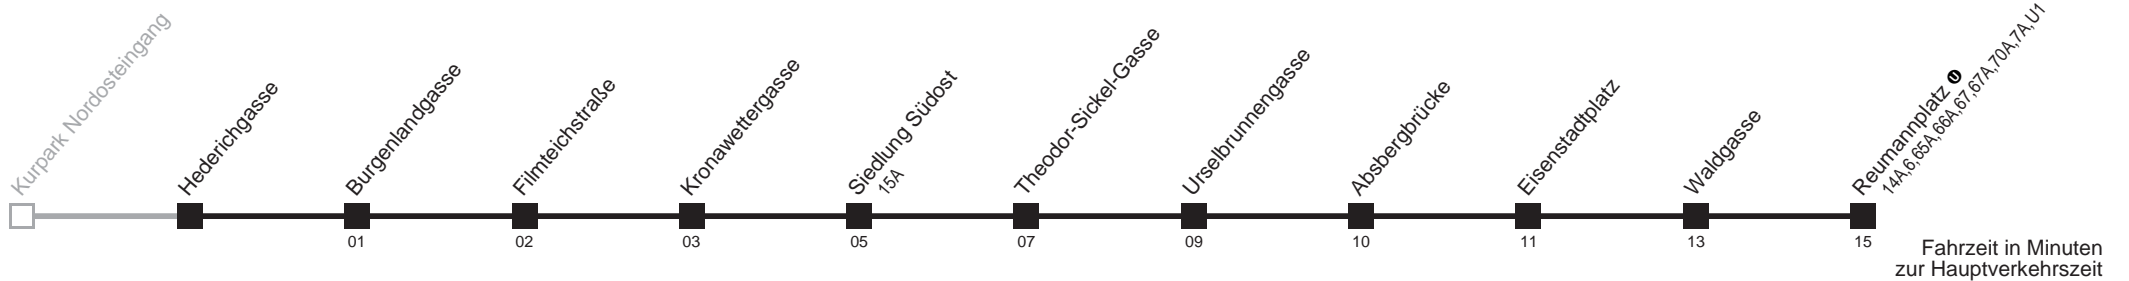 Kurpark Nordosteingang
Hederichgasse
Burgenlandgasse
01
Filmteichstraße
02
Kronawettergasse
03
Siedlung Südost
15A
05
Theodor-Sickel-Gasse
07
Urselbrunnengasse
09
Absbergbrücke
10
Eisenstadtplatz
11
Waldgasse
13
Reumannplatz U
14A,6,65A,66A,67,67A,70A,7A,U1
15
Fahrzeit in Minuten
zur Hauptverkehrszeit